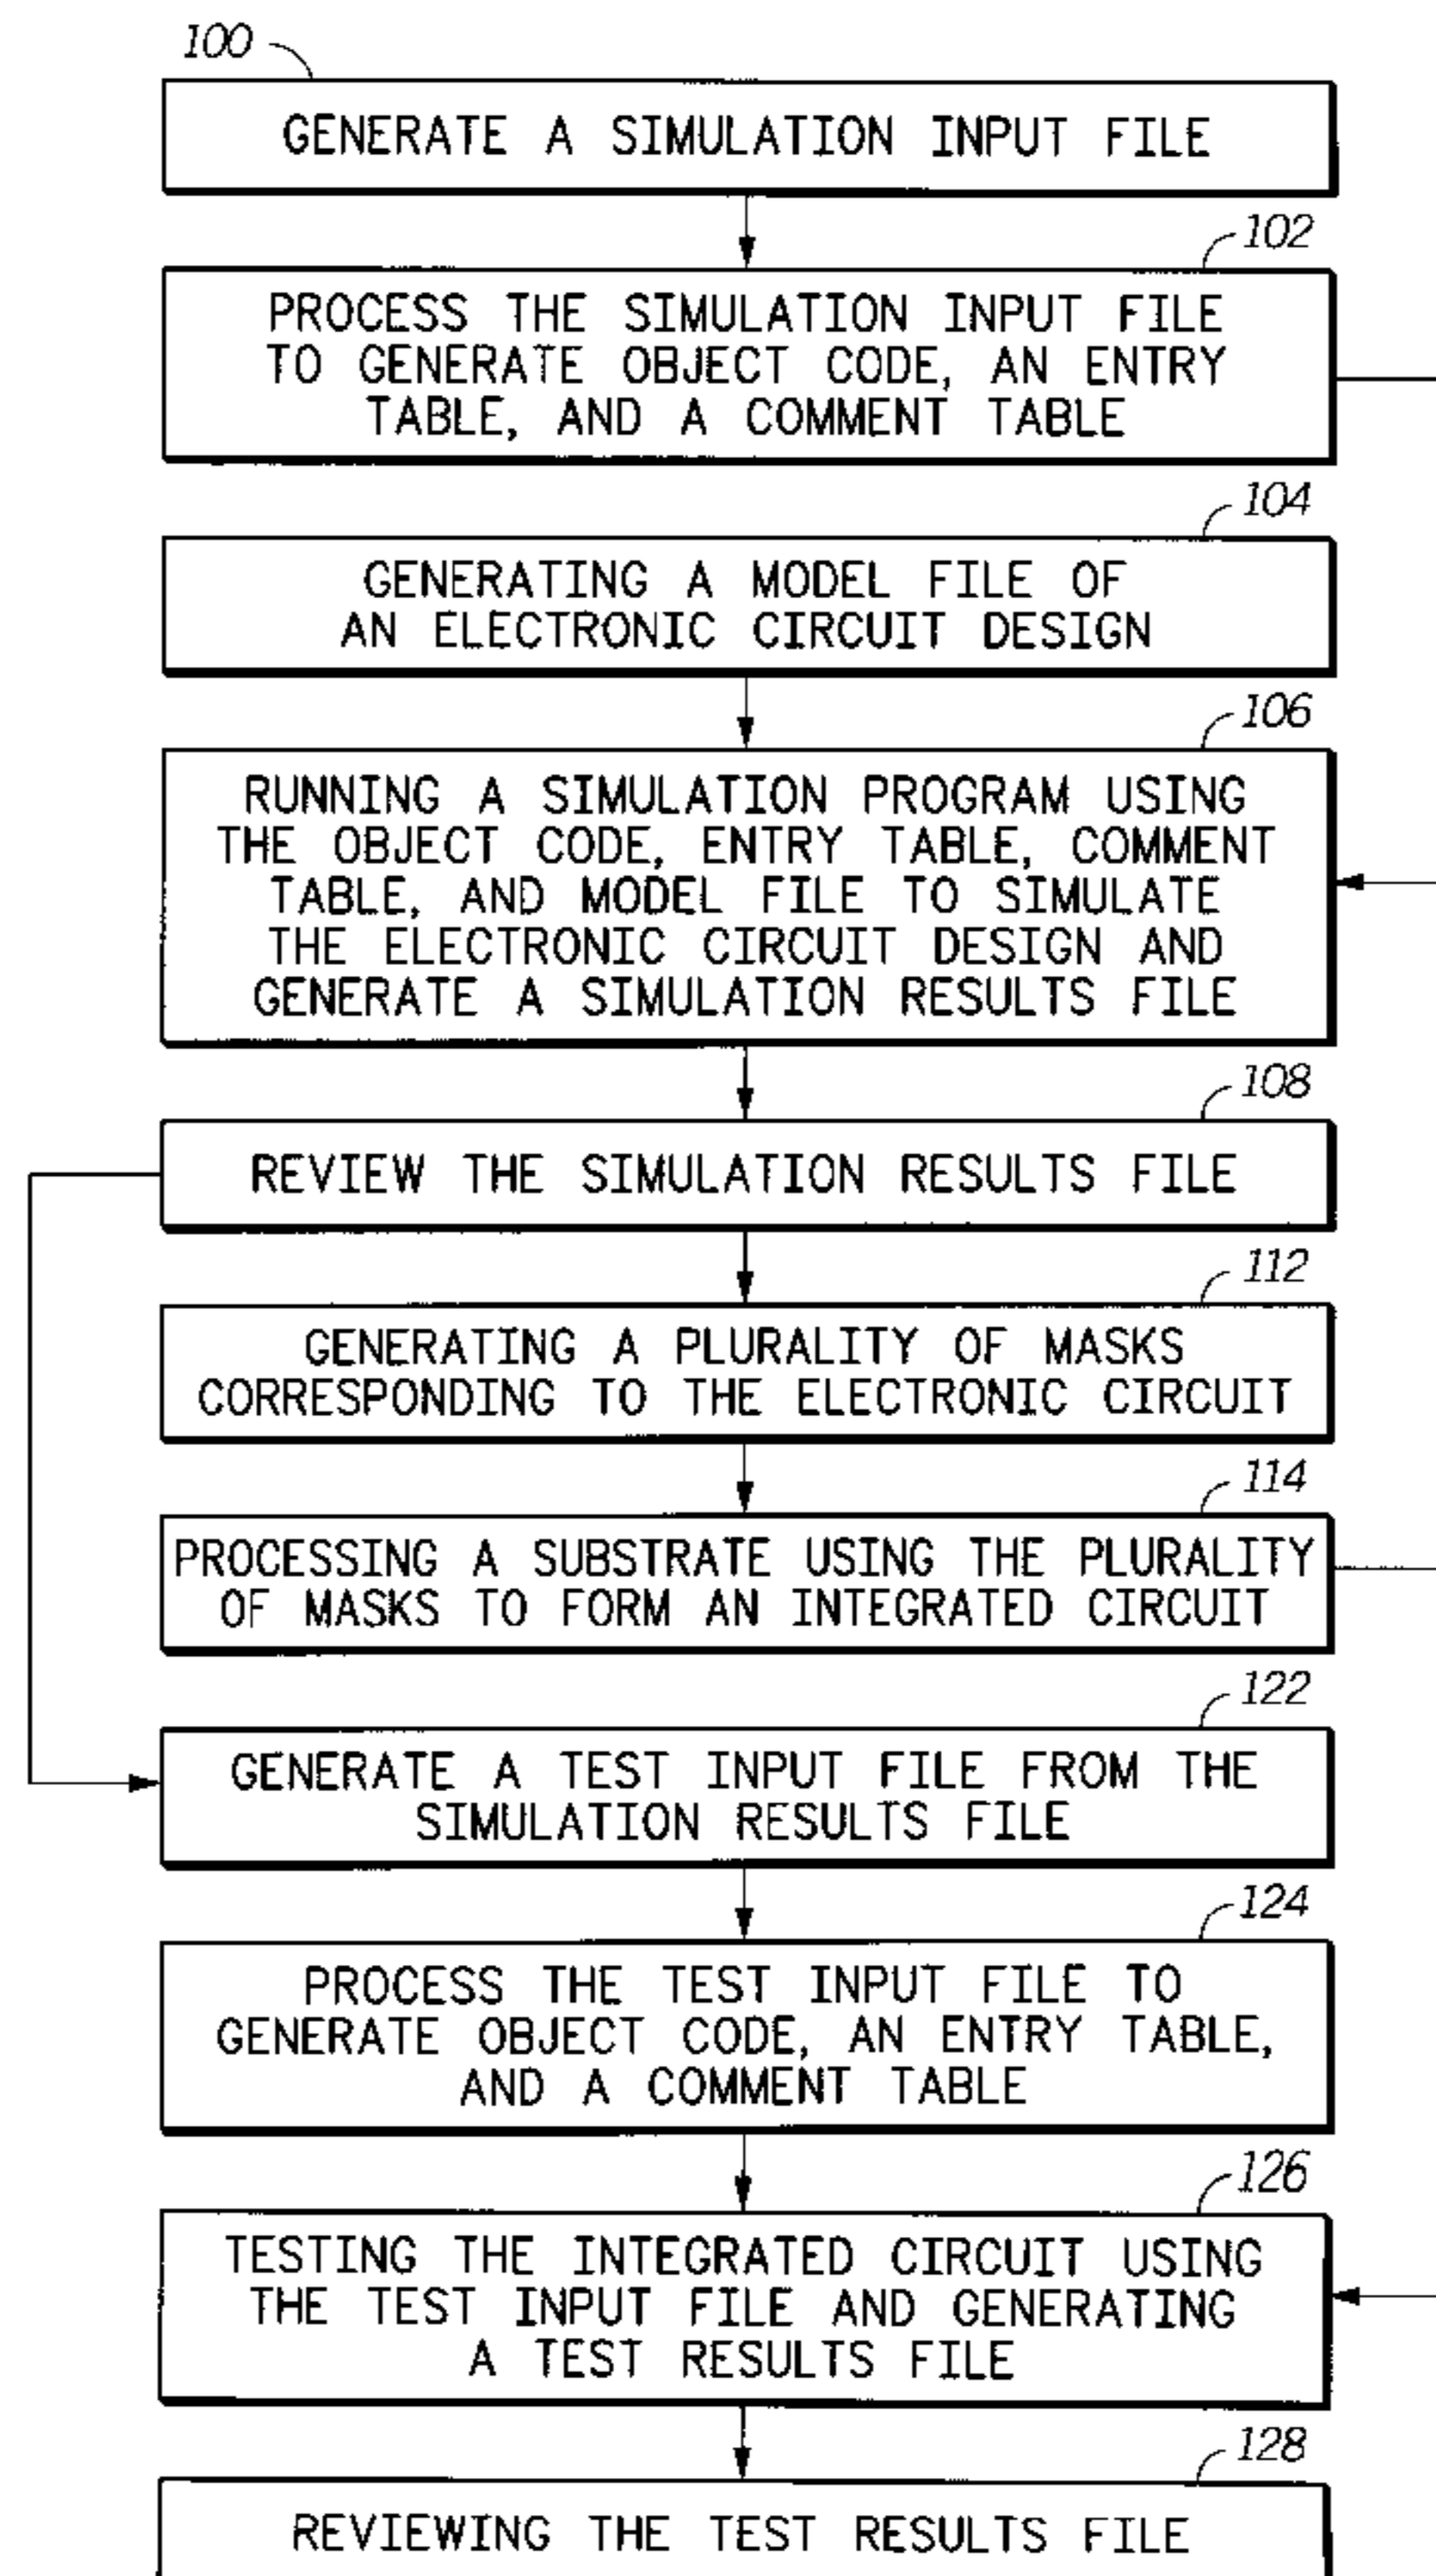 100
GENERATE A SIMULATION INPUT FILE
102
PROCESS THE SIMULATION INPUT FILE
TO GENERATE OBJECT CODE, AN ENTRY
TABLE, AND A COMMENT TABLE
104
GENERATING A MODEL FILE OF
AN ELECTRONIC CIRCUIT DESIGN
106
RUNNING A SIMULATION PROGRAM USING
THE OBJECT CODE, ENTRY TABLE, COMMENT
TABLE, AND MODEL FILE TO SIMULATE
THE ELECTRONIC CIRCUIT DESIGN AND
GENERATE A SIMULATION RESULTS FILE
108
REVIEW THE SIMULATION RESULTS FILE
112
GENERATING A PLURALITY OF MASKS
CORRESPONDING TO THE ELECTRONIC CIRCUIT
114
PROCESSING A SUBSTRATE USING THE PLURALITY
OF MASKS TO FORM AN INTEGRATED CIRCUIT
122
GENERATE A TEST INPUT FILE FROM THE
SIMULATION RESULTS FILE
124
PROCESS THE TEST INPUT FILE TO
GENERATE OBJECT CODE, AN ENTRY TABLE,
AND A COMMENT TABLE
126
TESTING THE INTEGRATED CIRCUIT USING
THE TEST INPUT FILE AND GENERATING
A TEST RESULTS FILE
128
REVIEWING THE TEST RESULTS FILE